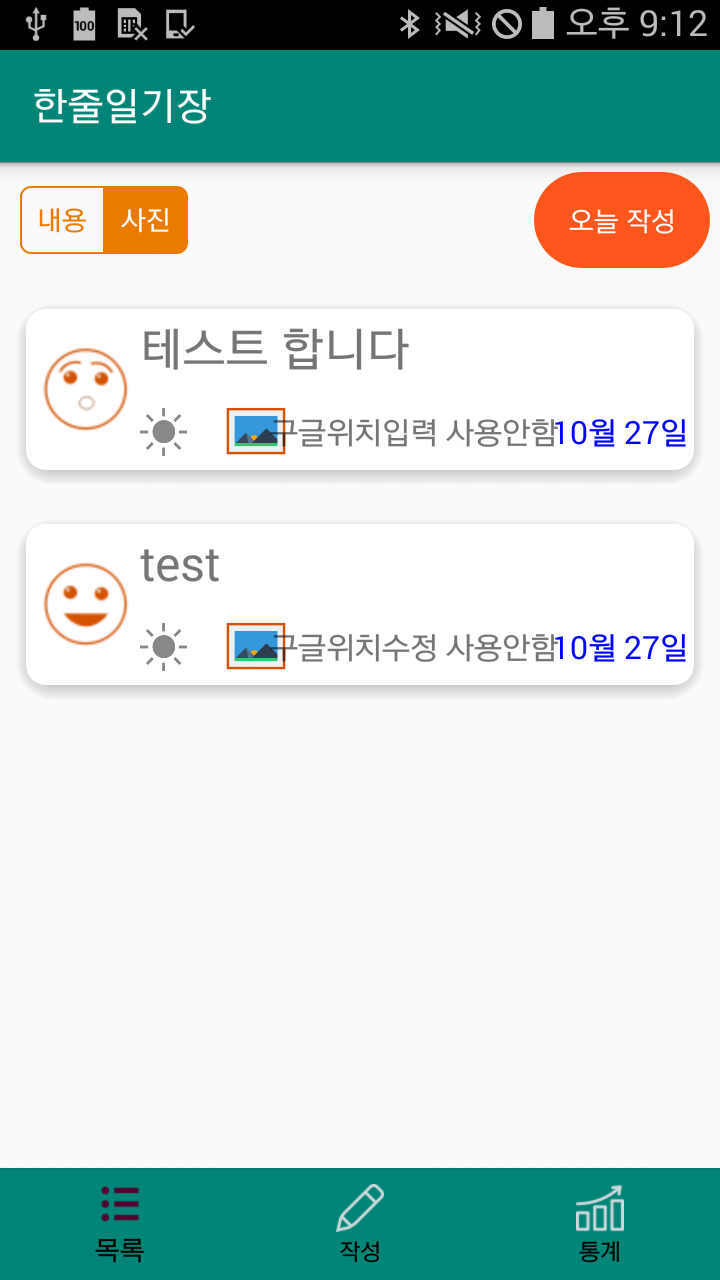 100
오후 9:12
한줄일기장
내용 사진
오늘 작성
테스트 합니다
구글위치입력 사용안함 10월 27일
test
구글위치수정 사용안함 10월 27일
목록 작성 통계